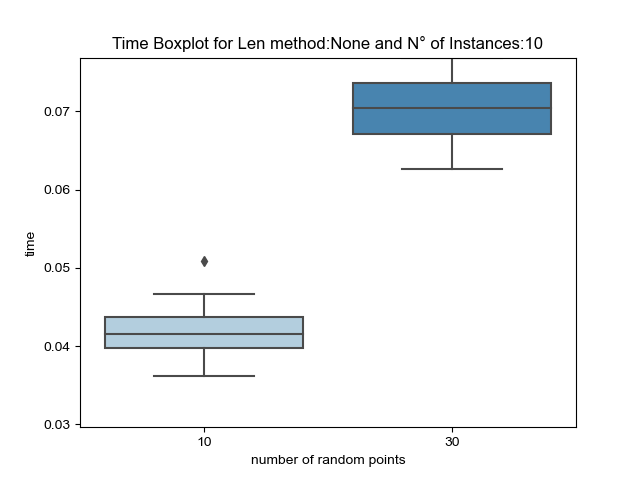 Time Boxplot for Len method:None and N° of Instances:10
0.07
0.06
0.05
0.04
0.03
time
10 30
number of random points